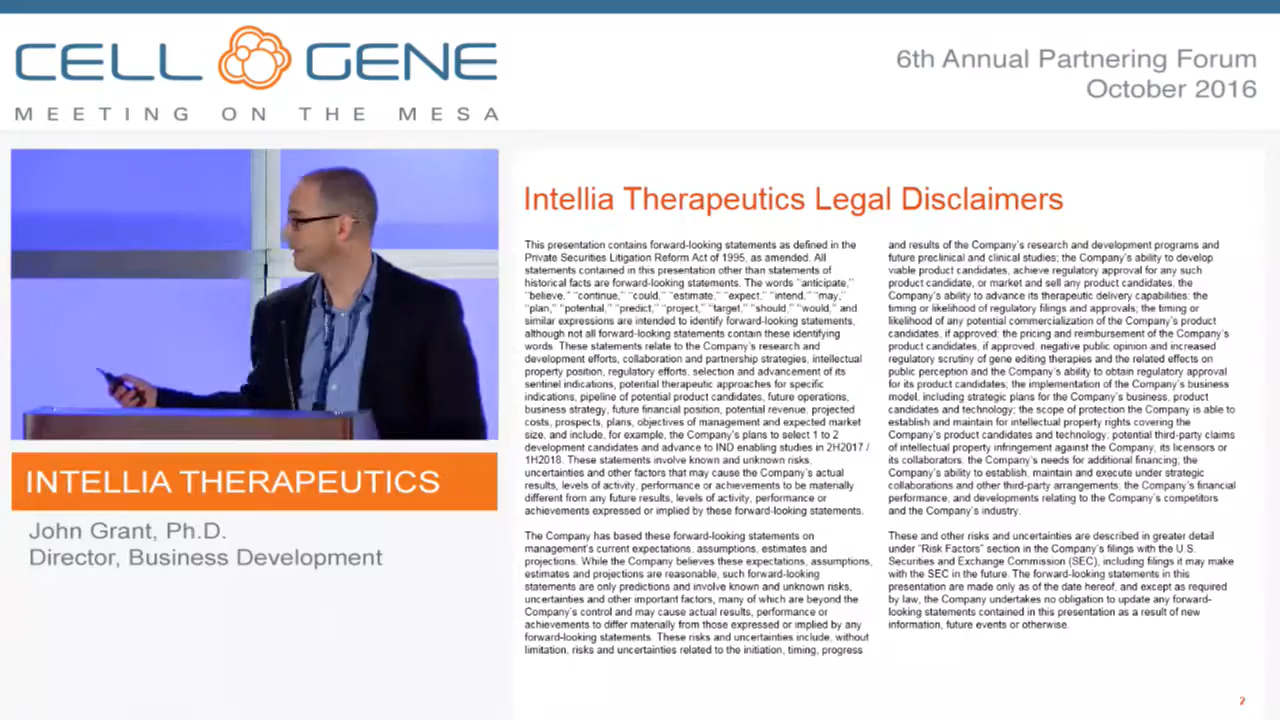 CELL GENE
MEETING ON THE MESA
6th Annual Partnering Forum
October 2016
INTELLIA THERAPEUTICS
John Grant, Ph.D.
Director, Business Development
Intellia Therapeutics Legal Disclaimers
This presentation contains forward-looking statements as defined in the
Private Securities Litigation Reform Act of 1995, as amended. All
statements contained in this presentation other than statements of
historical facts are forward-looking statements. The words “anticipate,”
“believe,” “continue,” “could,” “estimate,” “expect,” “intend,” “may,”
“plan,” “potential,” “predict,” “project,” “target,” “should,” “would,” and
similar expressions are intended to identify forward-looking statements,
although not all forward-looking statements contain these identifying
words. These statements relate to the Company’s research and
development efforts, collaboration and partnership strategies, intellectual
property position, regulatory efforts, selection and advancement of its
sentinel indications, potential therapeutic approaches for specific
indications, pipeline of potential product candidates, future operations,
business strategy, future financial position, potential revenue, projected
costs, prospects, plans, objectives of management and expected market
size, and include, for example, the Company’s plans to select 1 to 2
development candidates and advance to IND enabling studies in 2H2017 /
1H2018. These statements involve known and unknown risks,
uncertainties and other factors that may cause the Company’s actual
results, levels of activity, performance or achievements to be materially
different from any future results, levels of activity, performance or
achievements expressed or implied by these forward-looking statements.
The Company has based these forward-looking statements on
management’s current expectations, assumptions, estimates and
projections. While the Company believes these expectations, assumptions,
estimates and projections are reasonable, such forward-looking
statements are only predictions and involve known and unknown risks,
uncertainties and other important factors, many of which are beyond the
Company’s control and may cause actual results, performance or
achievements to differ materially from those expressed or implied by any
forward-looking statements. These risks and uncertainties include, without
limitation, risks and uncertainties related to the initiation, timing, progress
and results of the Company’s research and development programs and
future preclinical and clinical studies; the Company’s ability to develop
viable product candidates, achieve regulatory approval for any such
product candidate, or market and sell any product candidates, the
Company’s ability to advance its therapeutic delivery capabilities: the
timing or likelihood of regulatory filings and approvals; the timing or
likelihood of any potential commercialization of the Company’s product
candidates, if approved; the pricing and reimbursement of the Company’s
product candidates, if approved, negative public opinion and increased
regulatory scrutiny of gene editing therapies and the related effects on
public perception and the Company’s ability to obtain regulatory approval
for its product candidates; the implementation of the Company’s business
model, including strategic plans for the Company’s business, product
candidates and technology; the scope of protection the Company is able to
establish and maintain for intellectual property rights covering the
Company’s product candidates and technology; potential third-party claims
of intellectual property infringement against the Company, its licensors or
its collaborators, the Company’s needs for additional financing; the
Company’s ability to establish, maintain and execute under strategic
collaborations and other third-party arrangements, the Company’s financial
performance, and developments relating to the Company’s competitors
and the Company’s industry.
These and other risks and uncertainties are described in greater detail
under “Risk Factors” section in the Company’s filings with the U.S.
Securities and Exchange Commission (SEC), including filings it may make
with the SEC in the future. The forward-looking statements in this
presentation are made only as of the date hereof, and except as required
by law, the Company undertakes no obligation to update any forward-
looking statements contained in this presentation as a result of new
information, future events or otherwise.
2